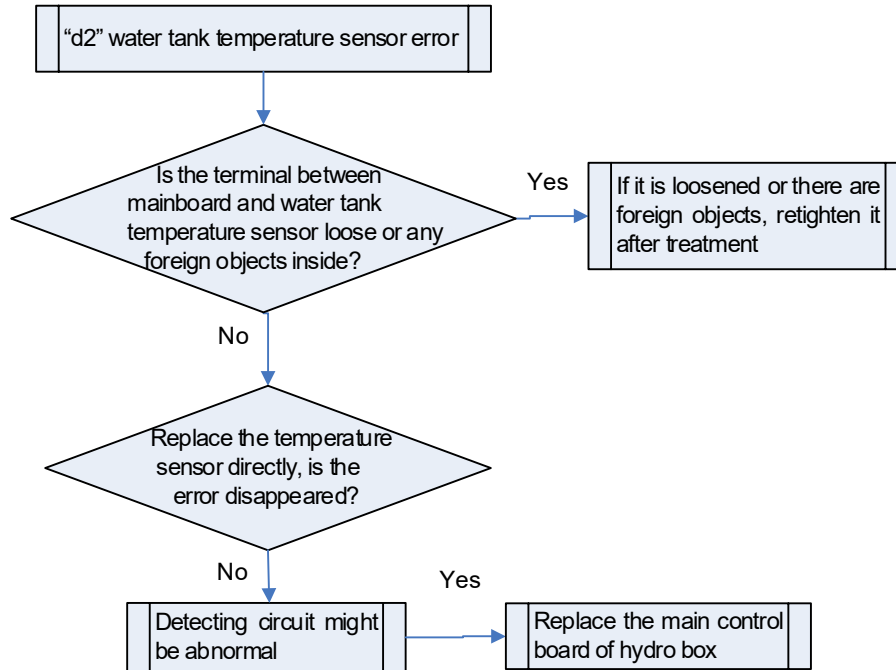 “d2” water tank temperature sensor error
Is the terminal between
mainboard and water tank
temperature sensor loose or any
foreign objects inside?
Yes
If it is loosened or there are
foreign objects, retighten it
after treatment
No
Replace the temperature
sensor directly, is the
error disappeared?
No
Yes
Detecting circuit might
be abnormal
Replace the main control
board of hydro box